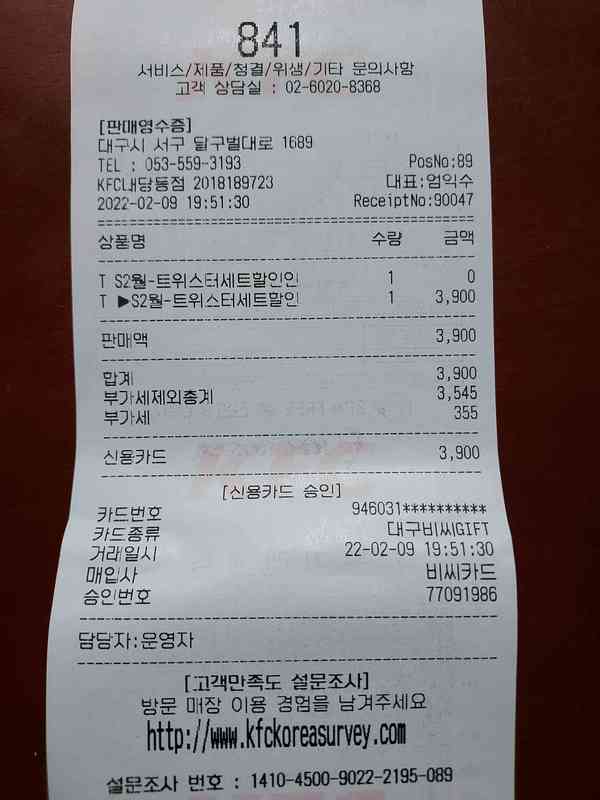 841
서비스/제품/청결/위생/기타 문의사항
고객 상담실 : 02-6020-8368
[판매영수증]
대구시 서구 달구벌대로 1689
TEL : 053-559-3193 PosNo:89
KFC내당동점 2018189723 대표:엄익수
2022-02-09 19:51:30 ReceiptNo:90047
상품명 수량 금액
T S2월-트위스터세트할인인 1 0
T ▶S2월-트위스터세트할인 1 3,900
판매액 3,900
합계 3,900
부가세제외총계 3,545
부가세 355
신용카드 3,900
[신용카드 승인]
카드번호 946031**********
카드종류 대구비씨GIFT
거래일시 22-02-09 19:51:30
매입사 비씨카드
승인번호 77091986
담당자:운영자
[고객만족도 설문조사]
방문 매장 이용 경험을 남겨주세요
http://www.kfckoreasurvey.com
설문조사 번호 : 1410-4500-9022-2195-089